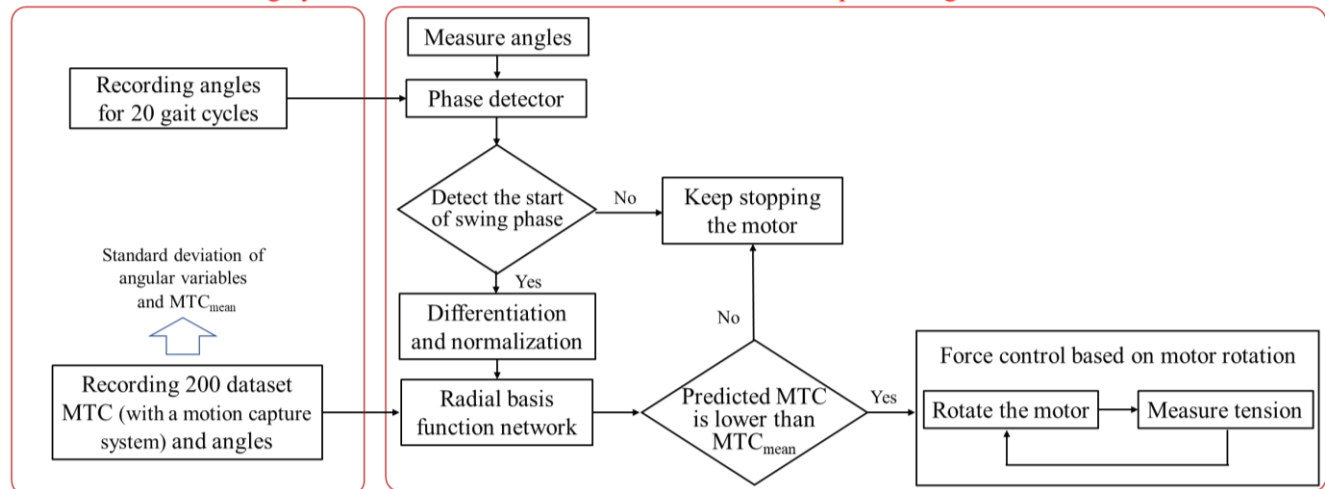 Measure angles
Recording angles
for 20 gait cycles
Phase detector
Detect the start
of swing phase
No
Keep stopping
the motor
Standard deviation of
angular variables
and MTCmean
Yes
Differentiation
and normalization
No
Force control based on motor rotation
Recording 200 dataset
MTC (with a motion capture
system) and angles
Radial basis
function network
Predicted MTC
is lower than
MTCmean
Yes
Rotate the motor
Measure tension